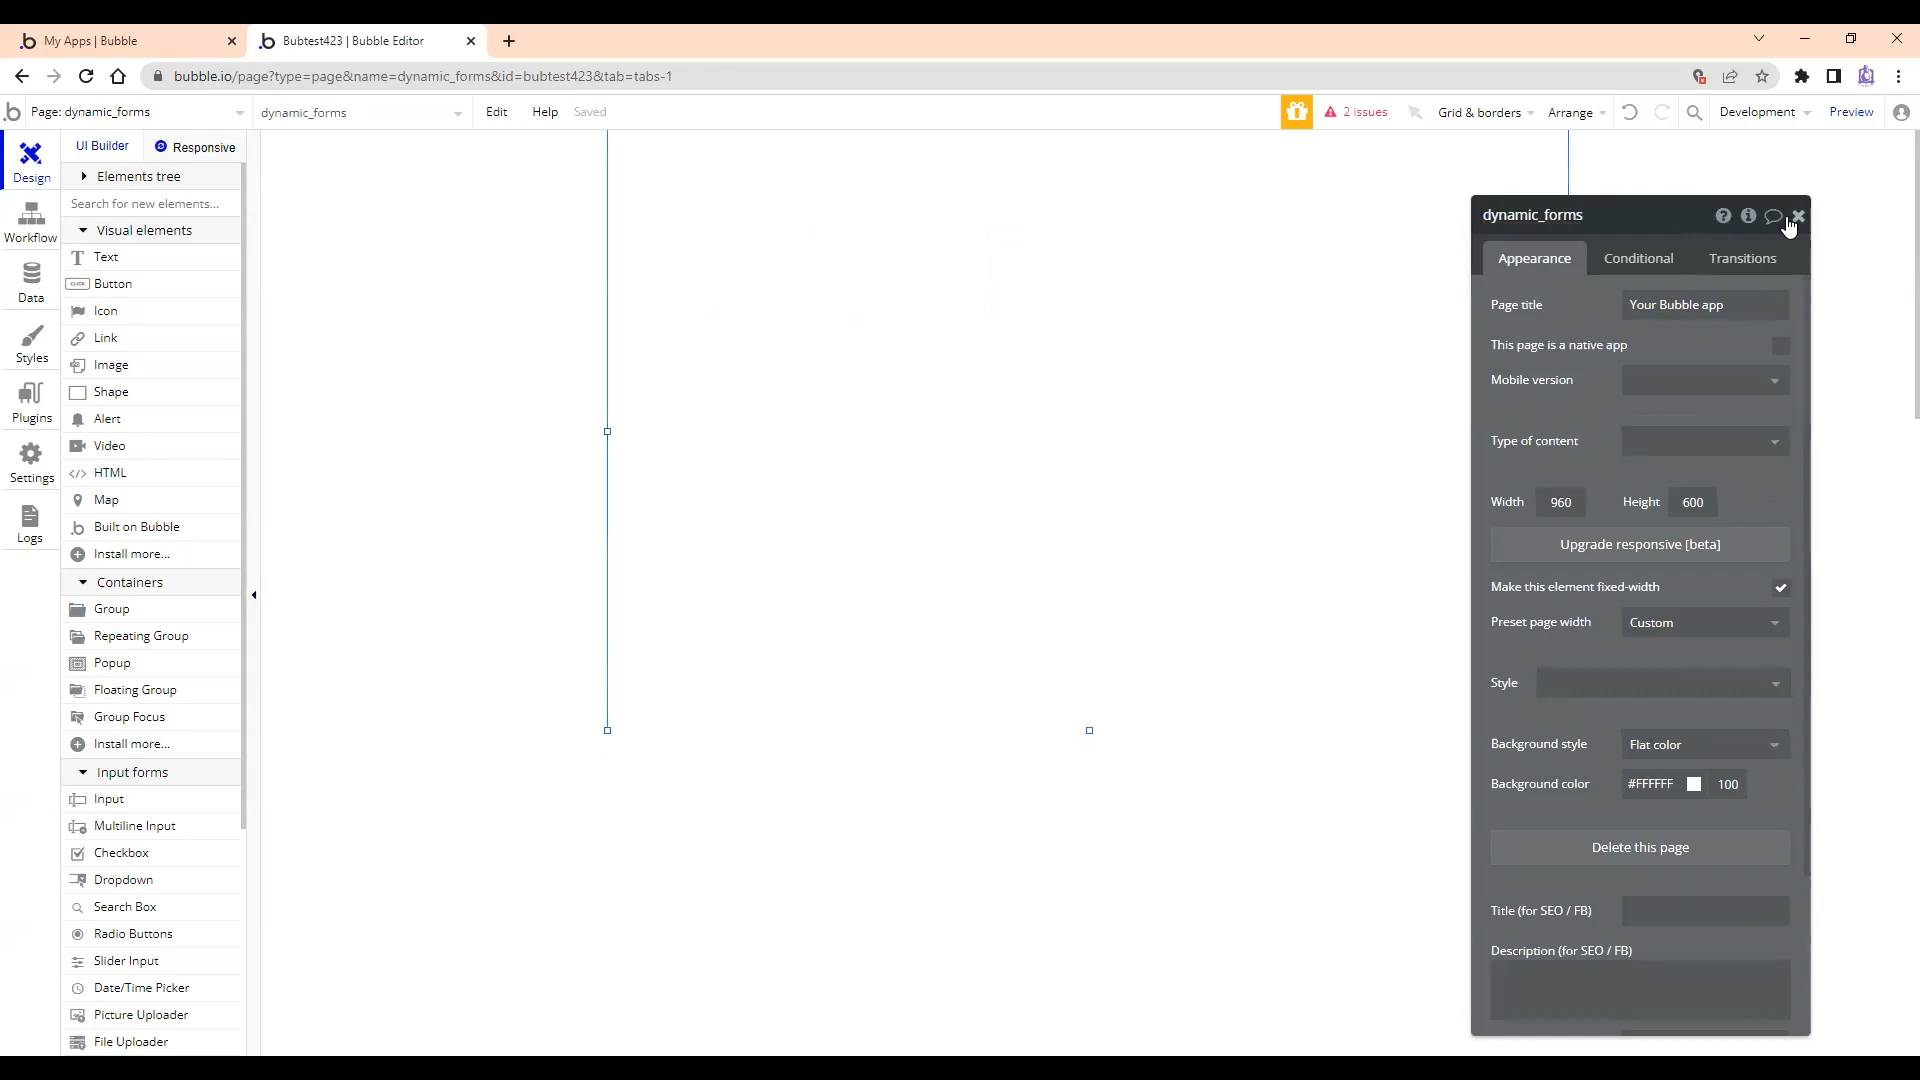 My Apps | Bubble
Bubtest423 | Bubble Editor
bubble.io/page?type=page&name=dynamic_forms&id=bubtest423&tab=tabs-1
Page: dynamic_forms
dynamic_forms
Edit
Help
Saved
2 issues
Grid & borders
Arrange
Development
Preview
Design
Workflow
Data
Styles
Plugins
Settings
Logs
UI Builder
Responsive
Elements tree
Search for new elements...
Visual elements
Text
CLICK Button
Icon
Link
Image
Shape
Alert
Video
HTML
Map
Built on Bubble
Install more...
Containers
Group
Repeating Group
Popup
Floating Group
Group Focus
Install more...
Input forms
Input
Multiline Input
Checkbox
Dropdown
Search Box
Radio Buttons
Slider Input
Date/Time Picker
Picture Uploader
File Uploader
dynamic_forms
Appearance
Conditional
Transitions
Page title
Your Bubble app
This page is a native app
Mobile version
Type of content
Width 960
Height 600
Upgrade responsive [beta]
Make this element fixed-width
Preset page width
Custom
Style
Background style
Flat color
Background color
#FFFFFF
100
Delete this page
Title (for SEO / FB)
Description (for SEO / FB)